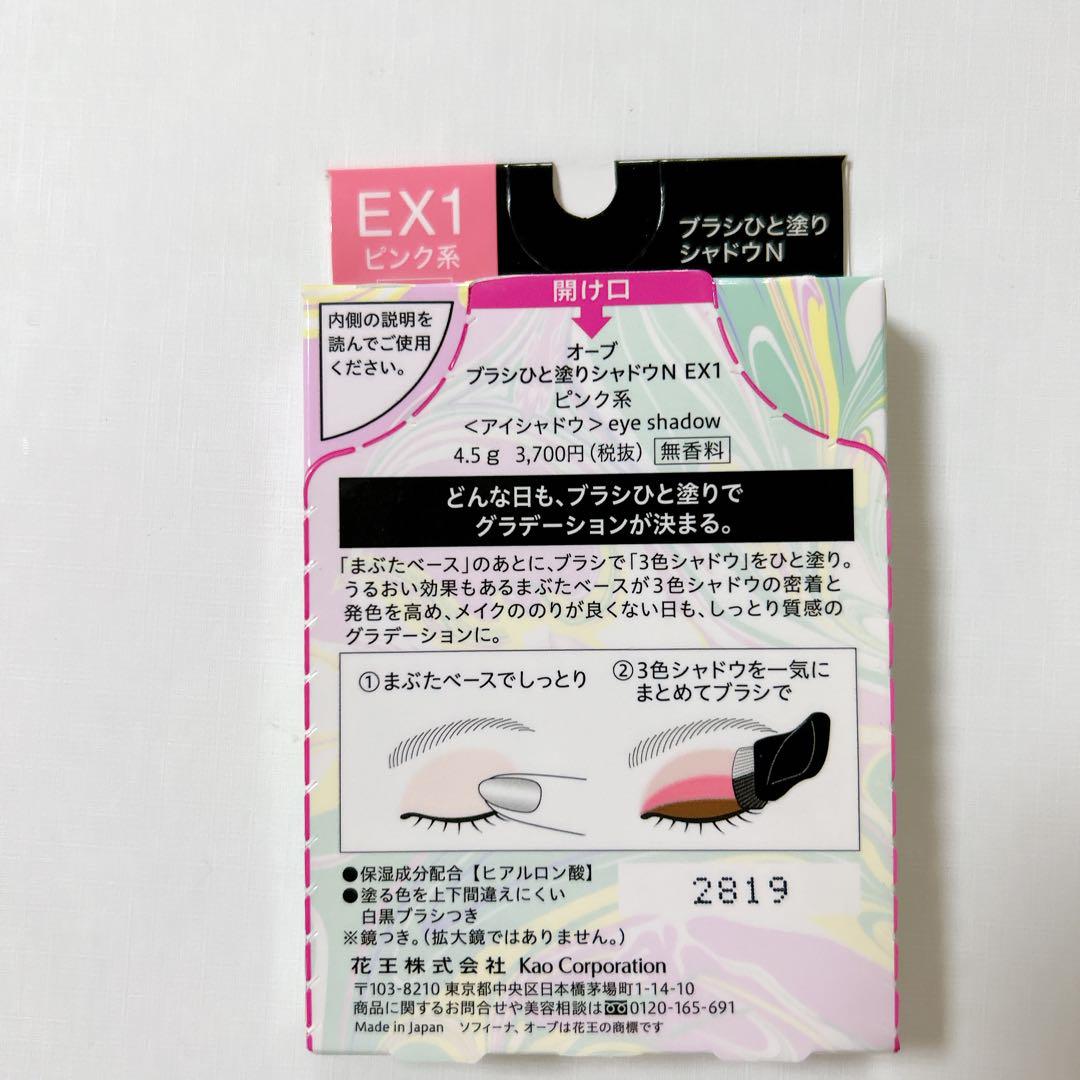 EX1
ピンク系
ブラシひと塗り
シャドウN
開け口
内側の説明を
読んでご使用
ください。
オーブ
ブラシひと塗りシャドウN EX1
ピンク系
<アイシャドウ> eye shadow
4.5g 3,700円(税抜) 無香料
どんな日も、ブラシひと塗りで
グラデーションが決まる。
「まぶたベース」のあとに、ブラシで「3色シャドウ」をひと塗り。
うるおい効果もあるまぶたベースが3色シャドウの密着と
発色を高め、メイクののりが良くない日も、しっとり質感の
グラデーションに。
①まぶたベースでしっとり
②3色シャドウを一気に
まとめてブラシで
●保湿成分配合【ヒアルロン酸】
●塗る色を上下間違えにくい
白黒ブラシつき
※鏡つき。(拡大鏡ではありません。)
2819
花王株式会社 Kao Corporation
〒103-8210 東京都中央区日本橋茅場町1-14-10
商品に関するお問合せや美容相談は0120-165-691
Made in Japan ソフィーナ、オーブは花王の商標です